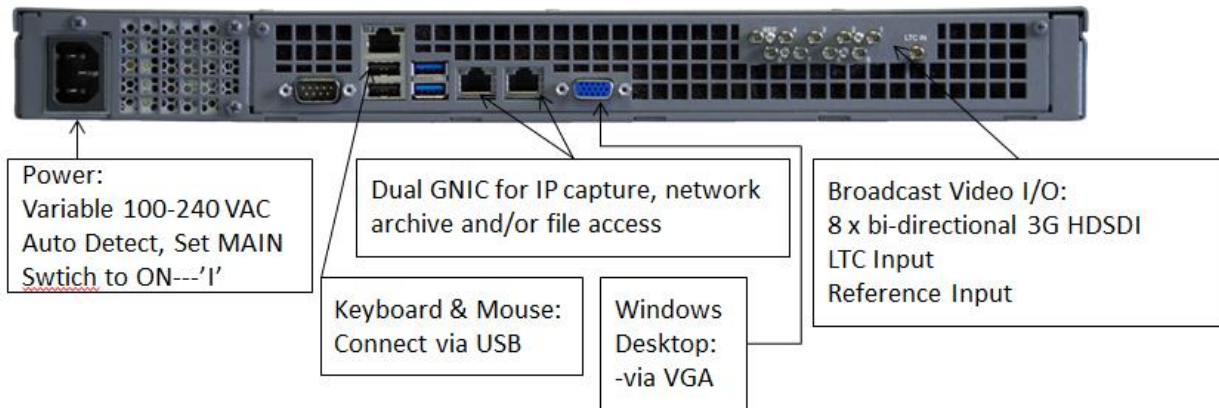 LTC IN
Power:
Variable 100-240 VAC
Auto Detect, Set MAIN
Swtich to ON---'I'
Dual GNIC for IP capture, network
archive and/or file access
Keyboard & Mouse:
Connect via USB
Windows
Desktop:
-via VGA
Broadcast Video I/O:
8 x bi-directional 3G HDSDI
LTC Input
Reference Input